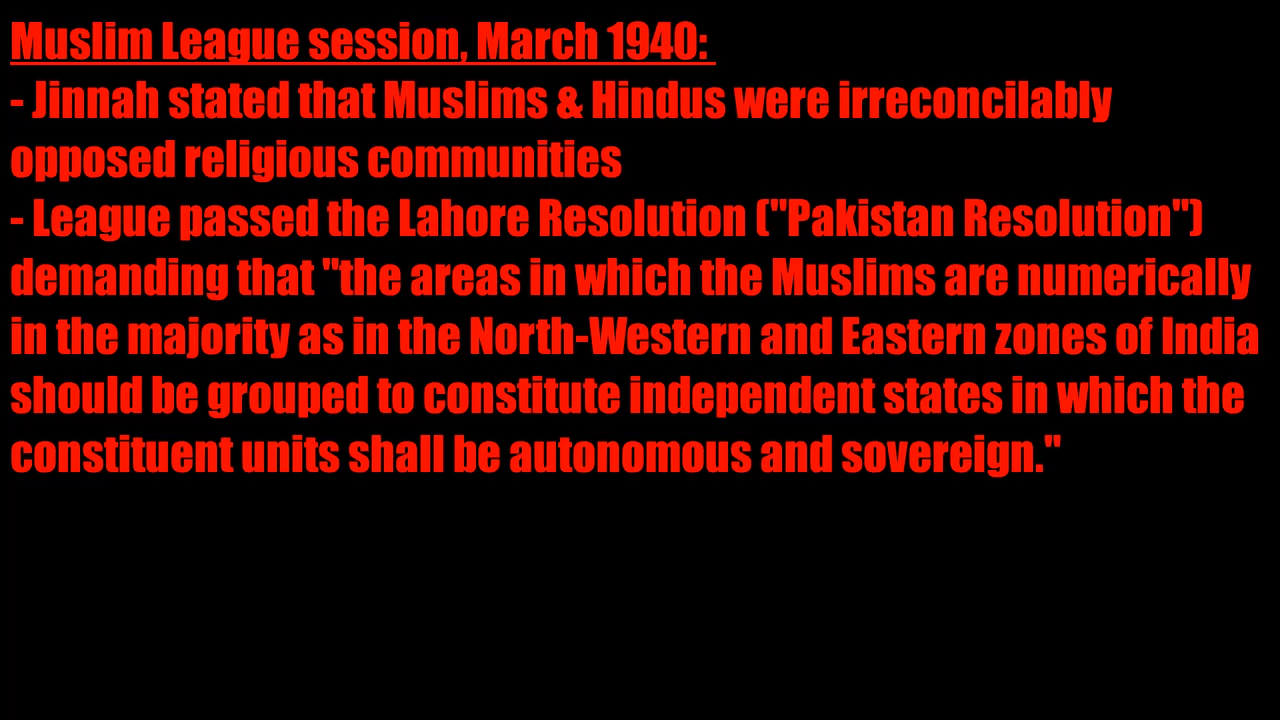 Muslim League session, March 1940:
- Jinnah stated that Muslims & Hindus were irreconcilably
opposed religious communities
- League passed the Lahore Resolution ("Pakistan Resolution")
demanding that "the areas in which the Muslims are numerically
in the majority as in the North-Western and Eastern zones of India
should be grouped to constitute independent states in which the
constituent units shall be autonomous and sovereign."